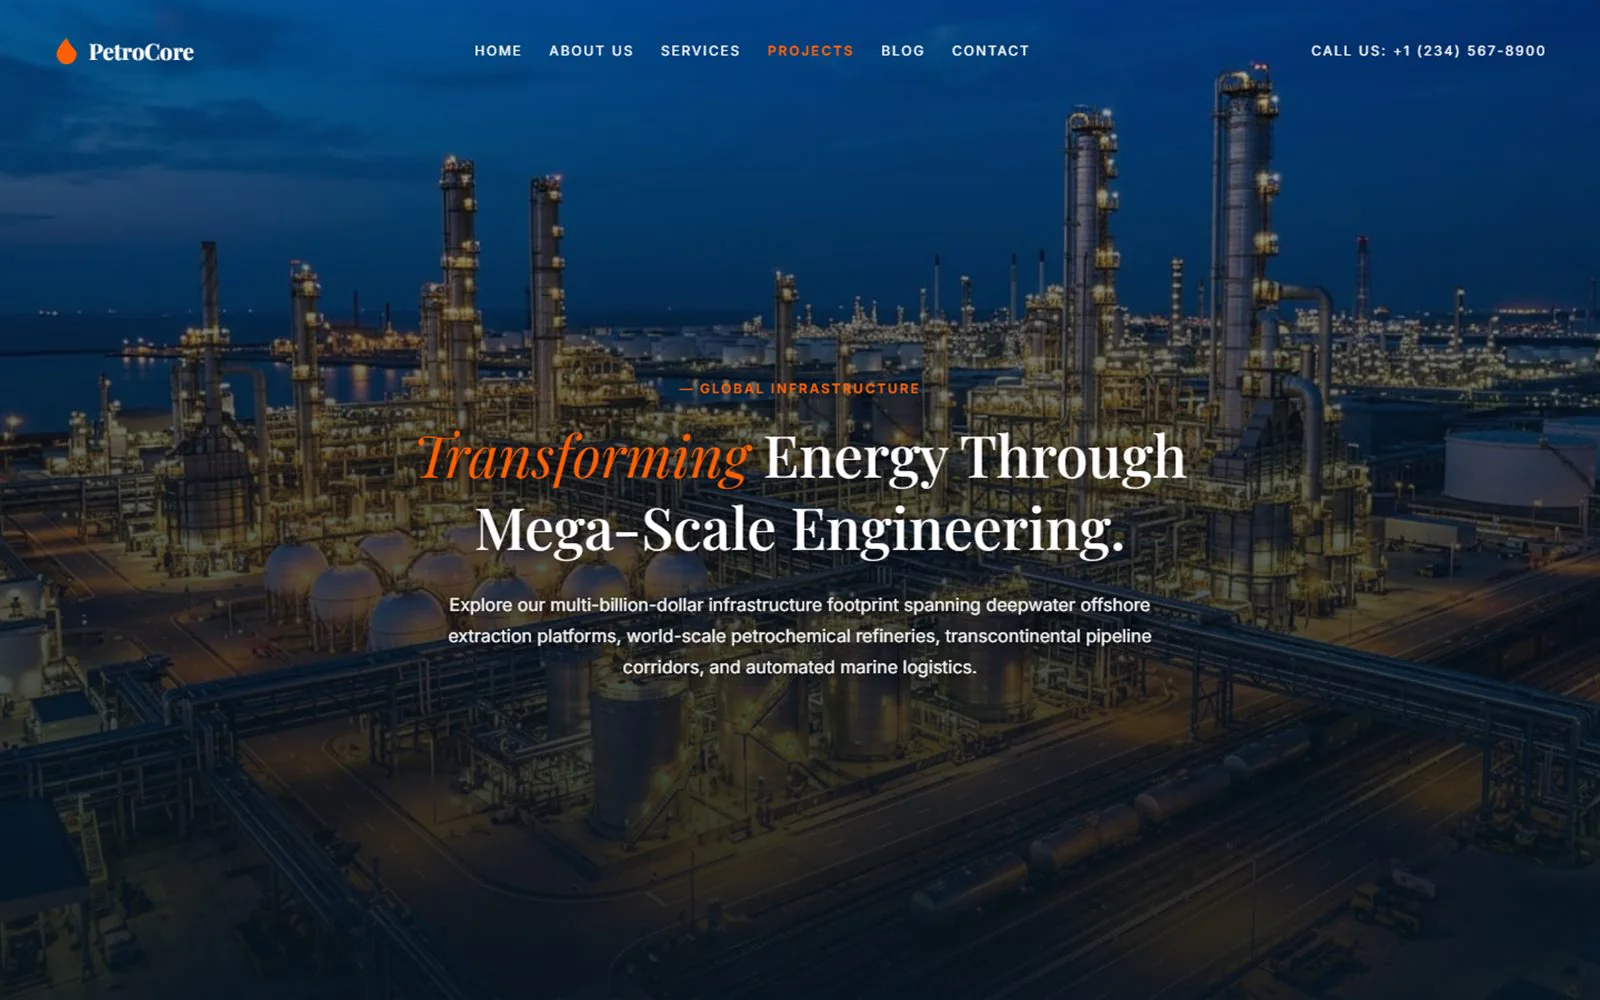 PetroCore
HOME ABOUT US SERVICES PROJECTS BLOG CONTACT
CALL US: +1 (234) 567-8900
— GLOBAL INFRASTRUCTURE
Transforming Energy Through
Mega-Scale Engineering.
Explore our multi-billion-dollar infrastructure footprint spanning deepwater offshore
extraction platforms, world-scale petrochemical refineries, transcontinental pipeline
corridors, and automated marine logistics.